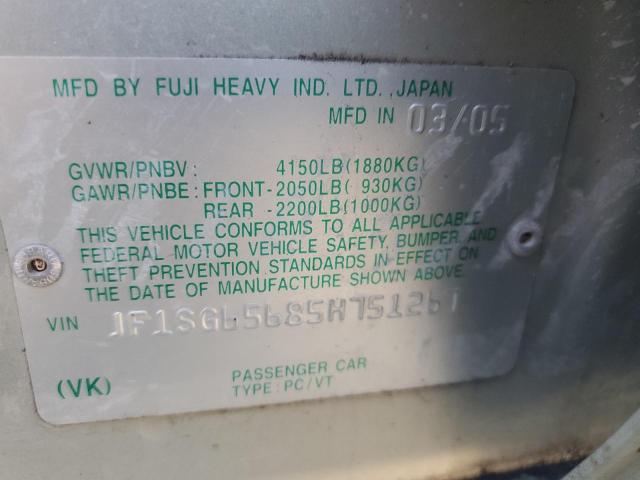 MFD BY FUJI HEAVY IND. LTD., JAPAN
MFD IN 03/05
GVWR/PNBV: 4150LB(1880KG)
GAWR/PNBE: FRONT-2050LB( 930KG)
REAR -2200LB(1000KG)
THIS VEHICLE CONFORMS TO ALL APPLICABLE
FEDERAL MOTOR VEHICLE SAFETY, BUMPER, AND
THEFT PREVENTION STANDARDS IN EFFECT ON
THE DATE OF MANUFACTURE SHOWN ABOVE.
VIN JF1SG65685H751267
PASSENGER CAR
(VK) TYPE: PC/VT